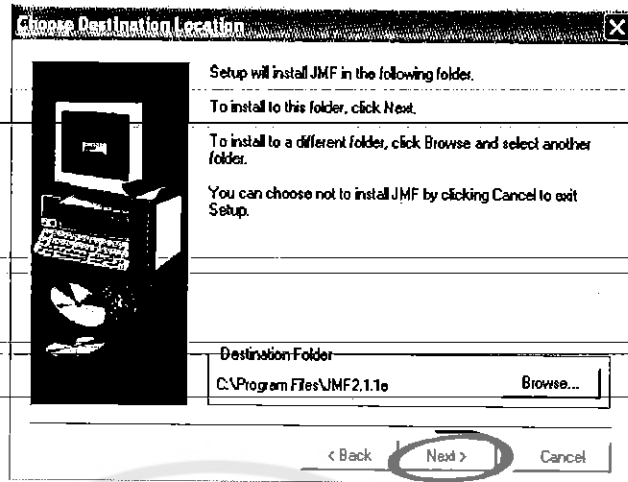 Choose Destination Location
Setup will install JMF in the following folder.
To install to this folder, click Next.
To install to a different folder, click Browse and select another
folder.
You can choose not to install JMF by clicking Cancel to exit
Setup.
Destination Folder
C:\Program Files\JMF2.1.1e
Browse...
< Back
Next >
Cancel